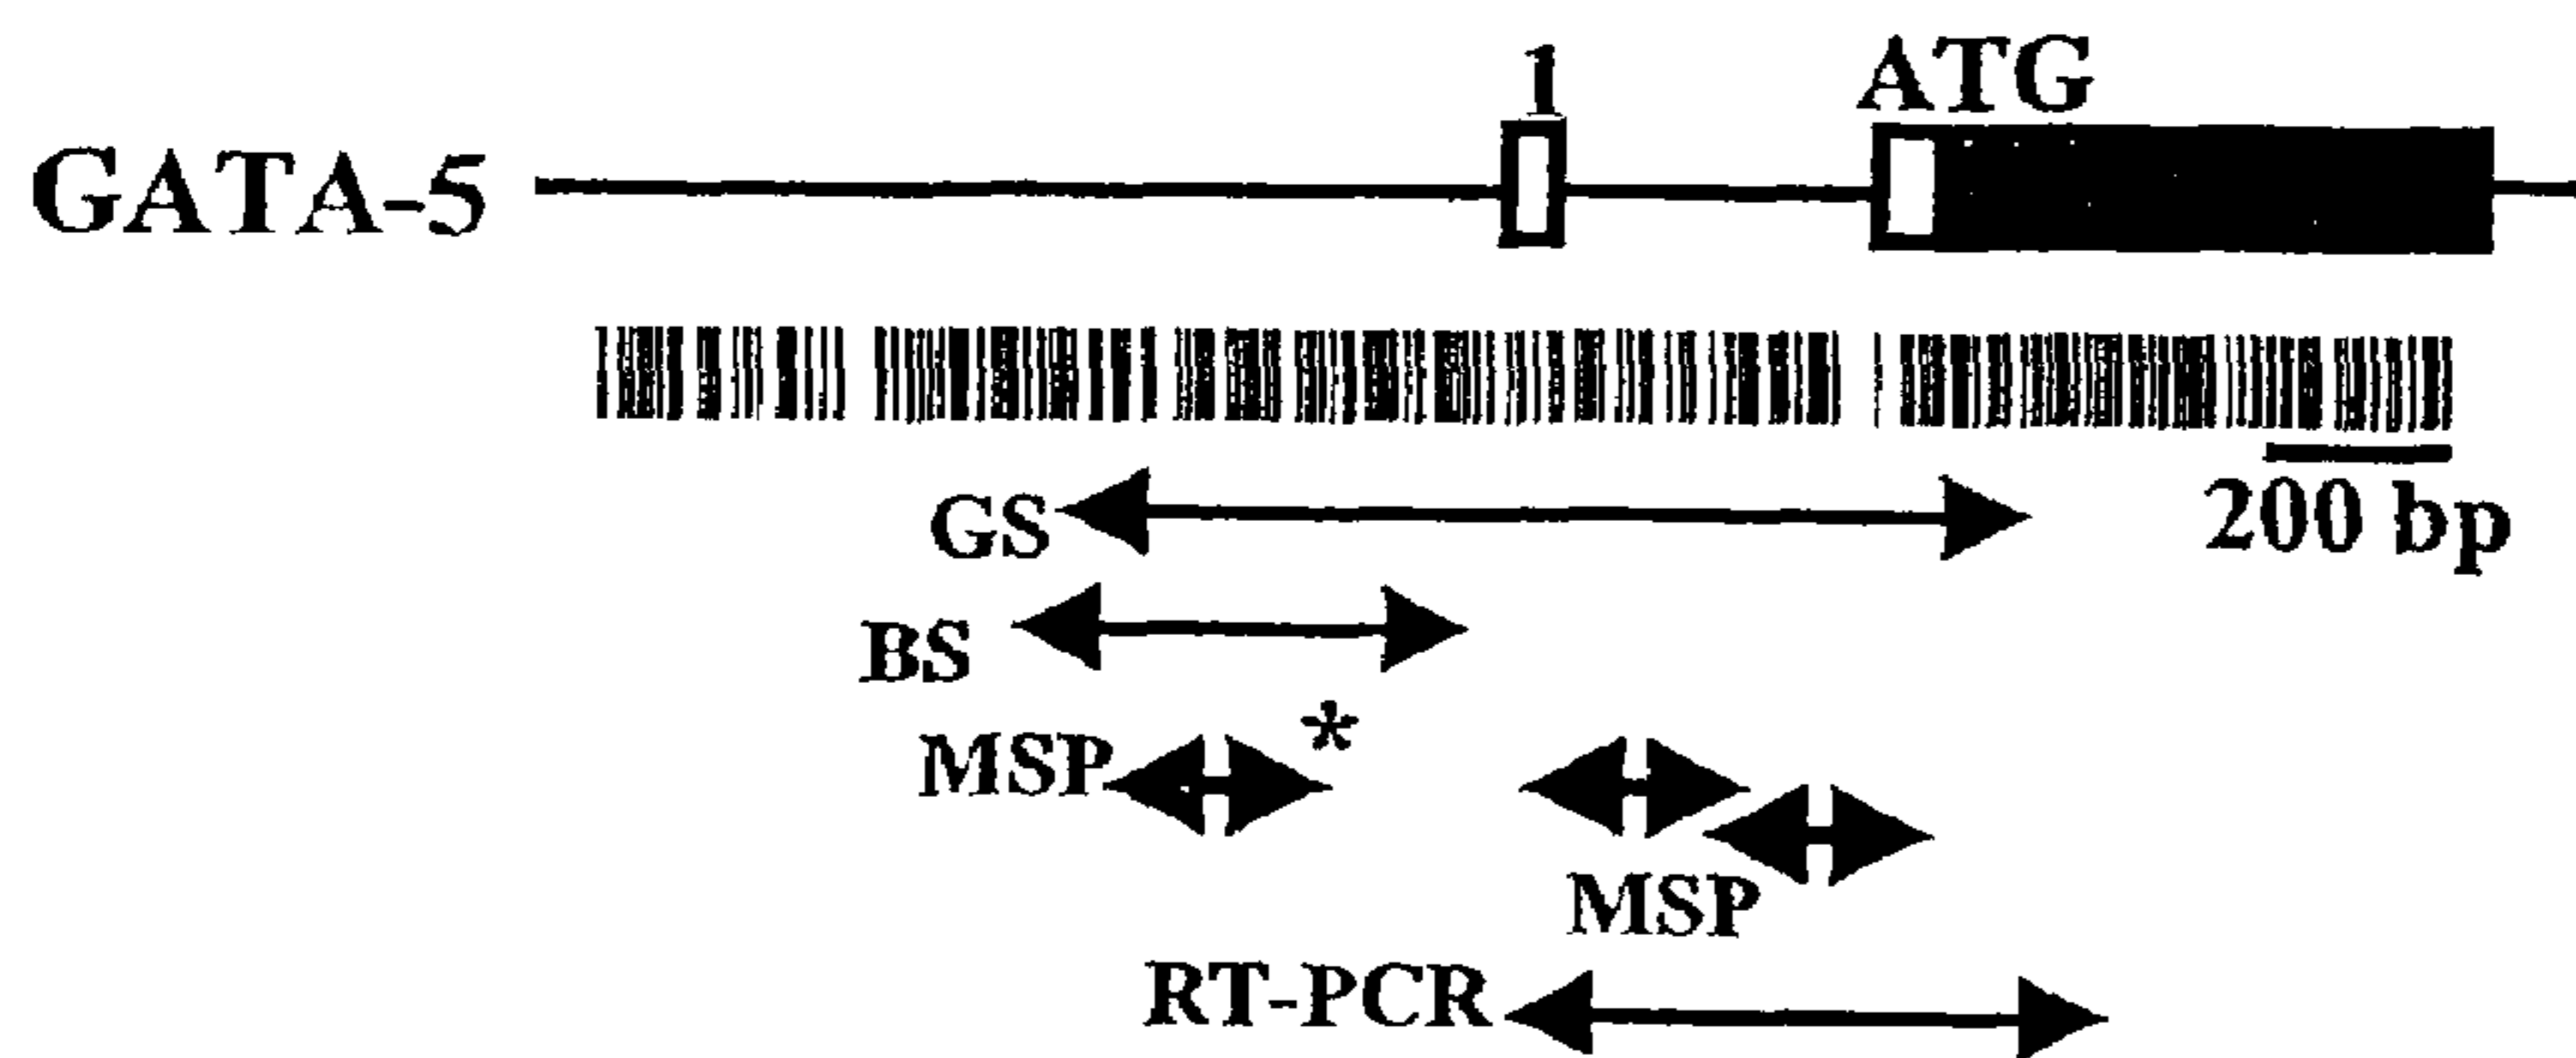 1
ATG
GATA-5
GS
200 bp
BS
*
MSP
MSP
RT-PCR